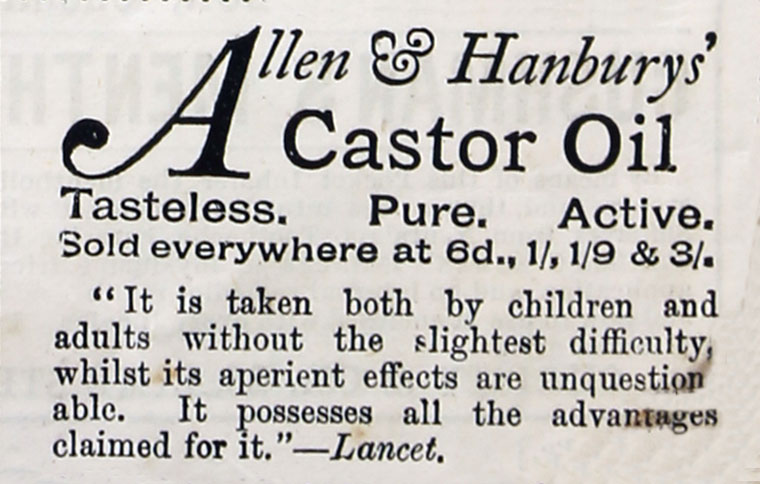 Allen & Hanburys'
Castor Oil
Tasteless. Pure. Active.
Sold everywhere at 6d., 1/, 1/9 & 3/.
"It is taken both by children and
adults without the slightest difficulty,
whilst its aperient effects are unquestion
able. It possesses all the advantages
claimed for it."—Lancet.